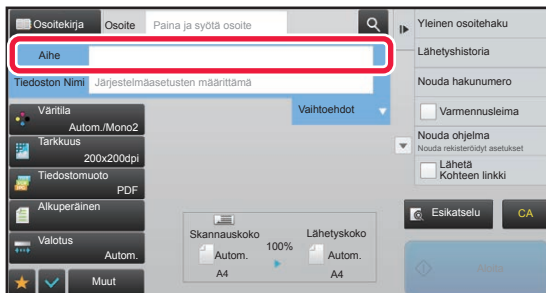 Osoitekirja
Osoite
Paina ja syötä osoite
Aihe
Tiedoston Nimi
Järjestelmäasetusten määrittämä
Väritila
Autom./Mono2
Tarkkuus
200x200dpi
Tiedostomuoto
PDF
Alkuperäinen
Valotus
Autom.
Muut
Vaihtoehdot
Skannauskoko
Autom.
A4
100%
Lähetyskoko
Autom.
A4
Yleinen osoitehaku
Lähetyshistoria
Nouda hakunumero
Varmennusleima
Nouda ohjelma
Nouda rekisteröidyt asetukset
Lähetä
Kohteen linkki
Esikatselu
CA
Aloita